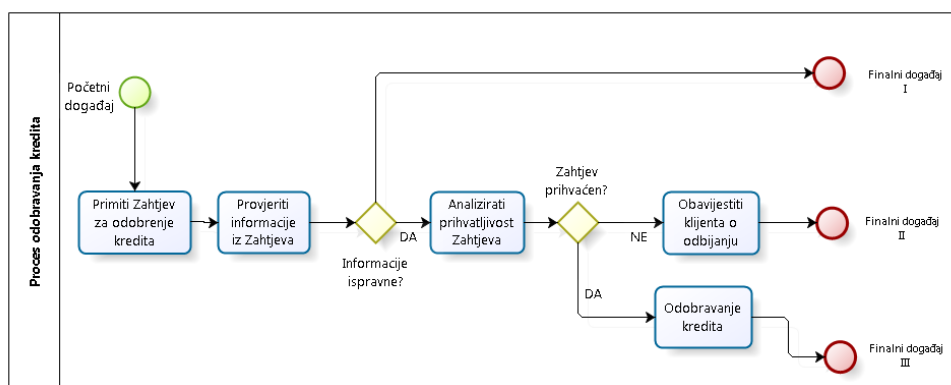 Proces odobravanja kredita
Početni
događaj
Primiti Zahtjev
za odobrenje
kredita
Provjeriti
informacije
iz Zahtjeva
Informacije
ispravne?
DA
Analizirati
prihvatljivost
Zahtjeva
Zahtjev
prihvaćen?
NE
DA
Obavijestiti
klijenta o
odbijanju
Odobravanje
kredita
Finalni događaj
I
Finalni događaj
II
Finalni događaj
III